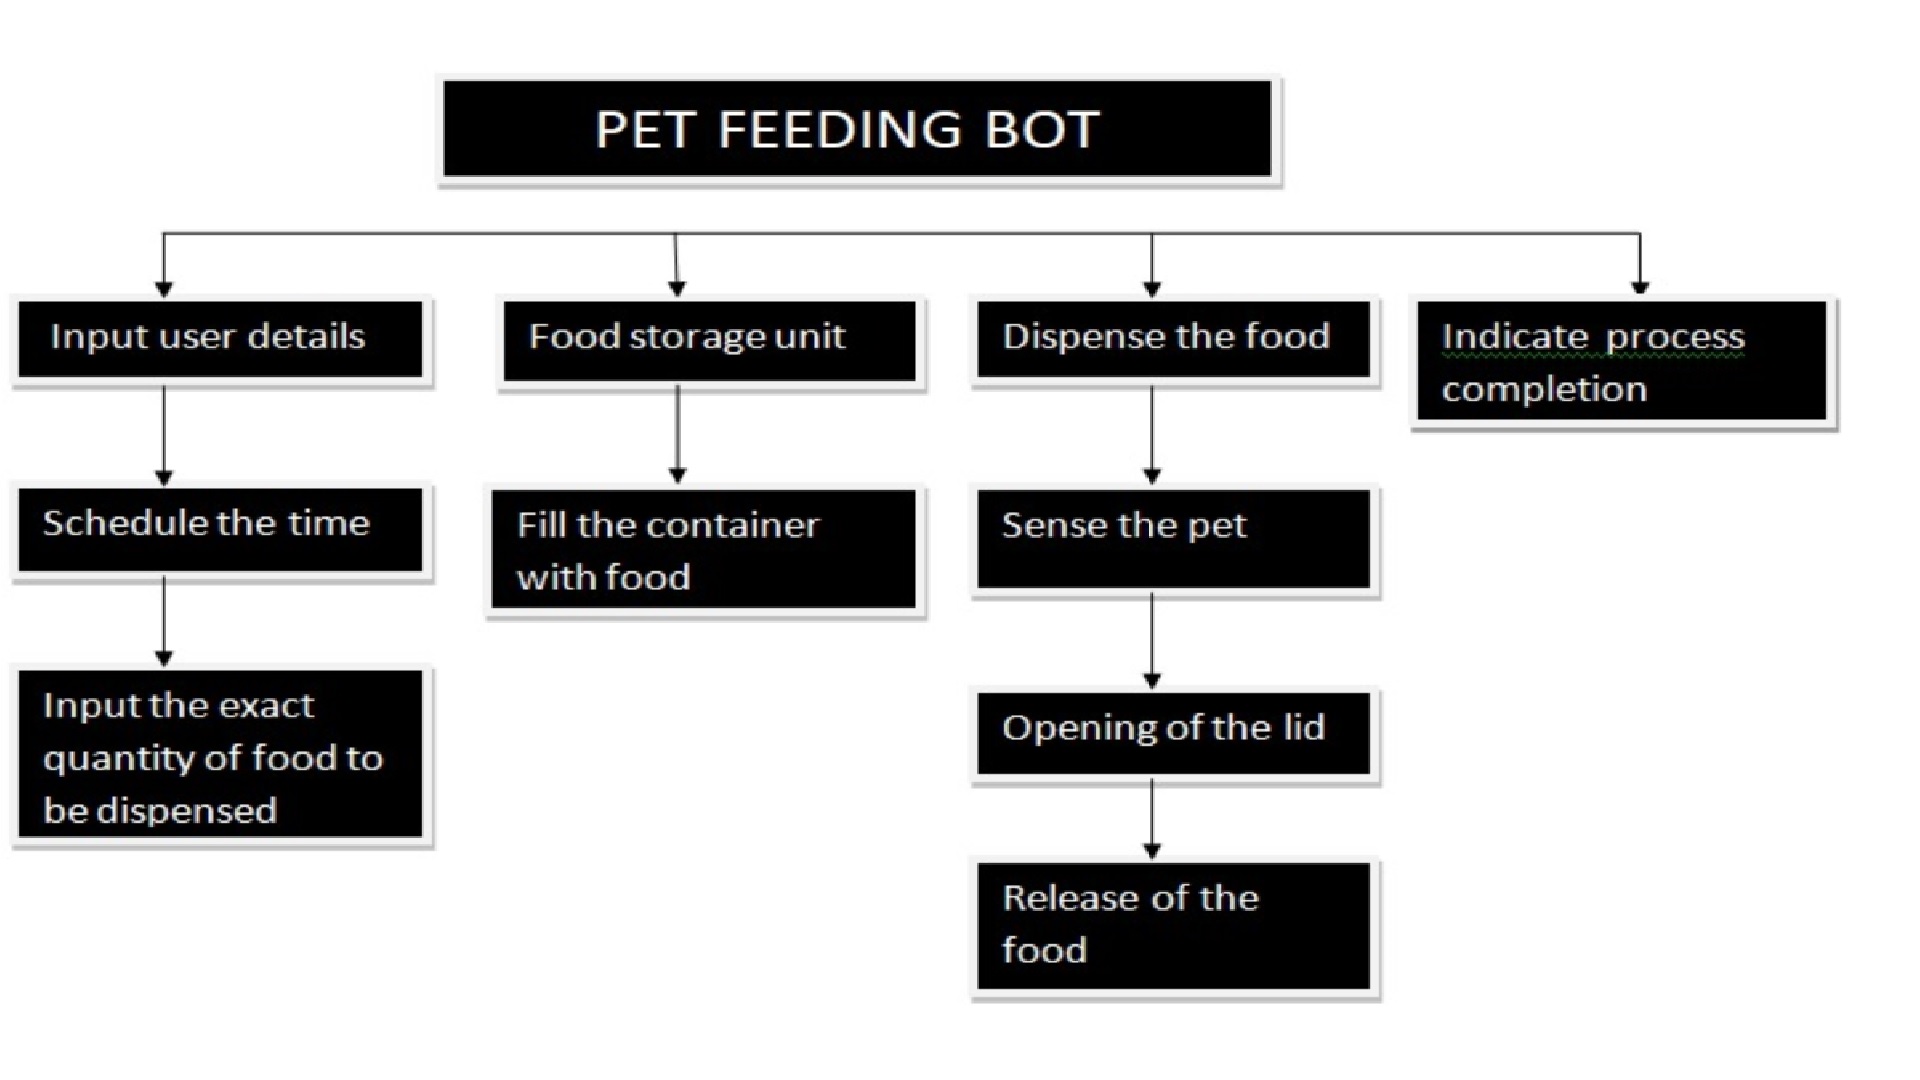 PET FEEDING BOT
Input user details
Schedule the time
Input the exact
quantity of food to
be dispensed
Food storage unit
Fill the container
with food
Dispense the food
Sense the pet
Opening of the lid
Release of the
food
Indicate process
completion